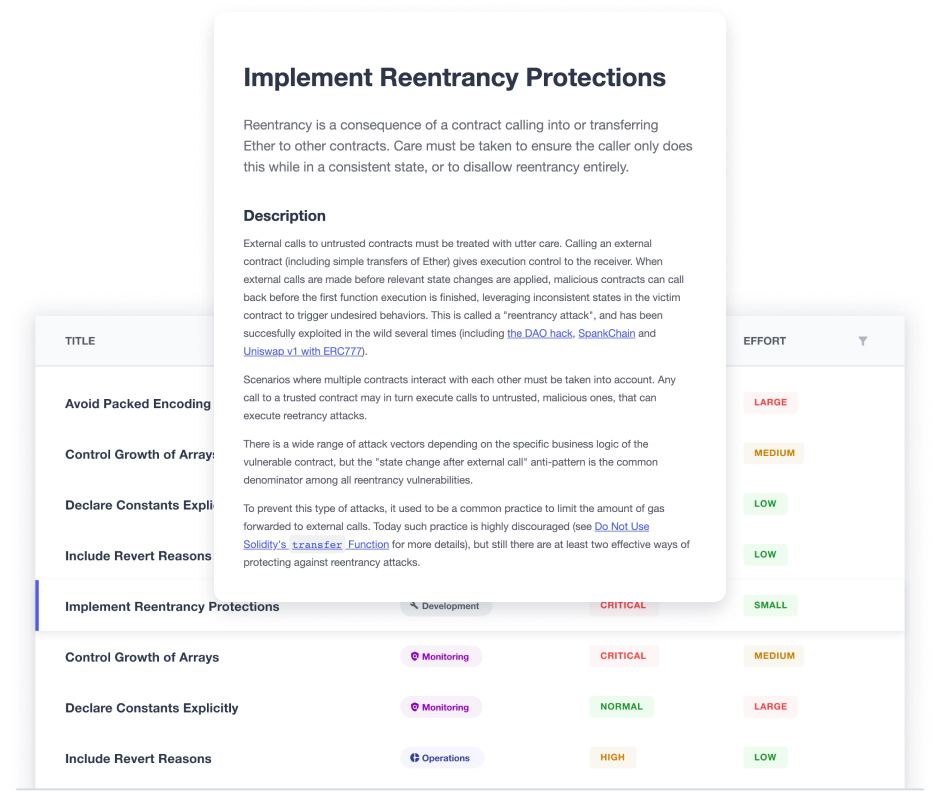 Implement Reentrancy Protections
Reentrancy is a consequence of a contract calling into or transferring
Ether to other contracts. Care must be taken to ensure the caller only does
this while in a consistent state, or to disallow reentrancy entirely.
Description
External calls to untrusted contracts must be treated with utter care. Calling an external
contract (including simple transfers of Ether) gives execution control to the receiver. When
external calls are made before relevant state changes are applied, malicious contracts can call
back before the first function execution is finished, leveraging inconsistent states in the victim
contract to trigger undesired behaviors. This is called a "reentrancy attack", and has been
succesfully exploited in the wild several times (including the DAO hack, SpankChain and
Uniswap v1 with ERC777).
Scenarios where multiple contracts interact with each other must be taken into account. Any
call to a trusted contract may in turn execute calls to untrusted, malicious ones, that can
execute reetrancy attacks.
There is a wide range of attack vectors depending on the specific business logic of the
vulnerable contract, but the "state change after external call" anti-pattern is the common
denominator among all reentrancy vulnerabilities.
To prevent this type of attacks, it used to be a common practice to limit the amount of gas
forwarded to external calls. Today such practice is highly discouraged (see Do Not Use
Solidity's transfer Function for more details), but still there are at least two effective ways of
protecting against reentrancy attacks.
TITLE EFFORT
Avoid Packed Encoding LARGE
Control Growth of Arrays MEDIUM
Declare Constants Expli LOW
Include Revert Reasons LOW
Implement Reentrancy Protections Development CRITICAL SMALL
Control Growth of Arrays Monitoring CRITICAL MEDIUM
Declare Constants Explicitly Monitoring NORMAL LARGE
Include Revert Reasons Operations HIGH LOW